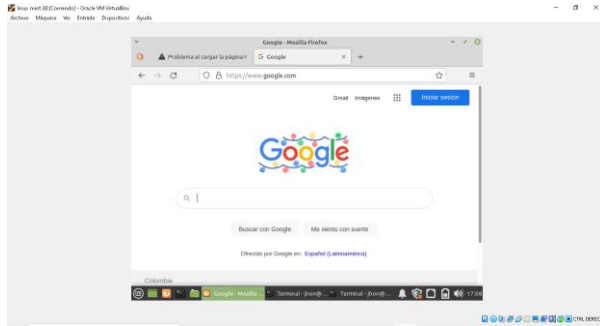 linux mint 20 [Corriendo] - Oracle VM VirtualBox
Archivo Máquina Ver Entrada Dispositivos Ayuda
Google - Mozilla Firefox
Problema al cargar la página
Google
https://www.google.com
Gmail Imágenes
Iniciar sesión
Google
Buscar con Google Me siento con suerte
Ofrecido por Google en: Español (Latinoamérica)
Colombia
Google - Mozilla ... Terminal - jhon@... Terminal - jhon@... 17:08
CTRL DEREC